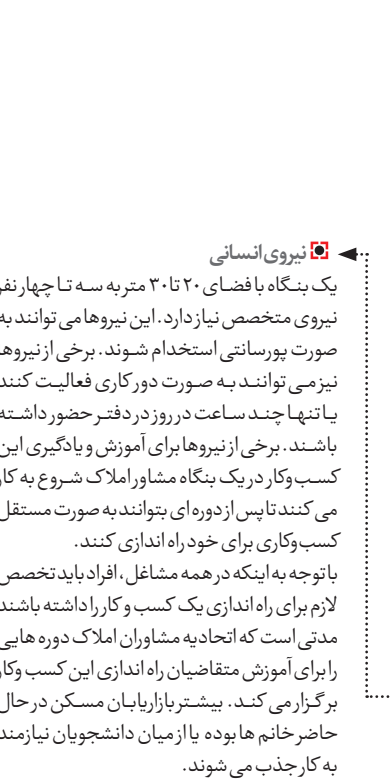 نیروی انسانی
یک بنگاه با فضای ۲۰ تا ۳۰ متر به سه تا چهار نفر
نیروی متخصص نیاز دارد. این نیروها می توانند به
صورت پورسانتی استخدام شوند. برخی از نیروها
نیز می توانند به صورت دورکاری فعالیت کنند
یا تنها چند ساعت در روز در دفتر حضور داشته
باشند. برخی از نیروها برای آموزش و یادگیری این
کسب وکار در یک بنگاه مشاور املاک شروع به کار
می کنند تا پس از دوره ای بتوانند به صورت مستقل
کسب وکاری برای خود راه اندازی کنند.
با توجه به اینکه در همه مشاغل، افراد باید تخصص
لازم برای راه اندازی یک کسب و کار را داشته باشند
مدتی است که اتحادیه مشاوران املاک دوره هایی
را برای آموزش متقاضیان راه اندازی این کسب وکار
برگزار می کند. بیشتر بازاریابان مسکن در حال
حاضر خانم ها بوده یا از میان دانشجویان نیازمند
به کار جذب می شوند.